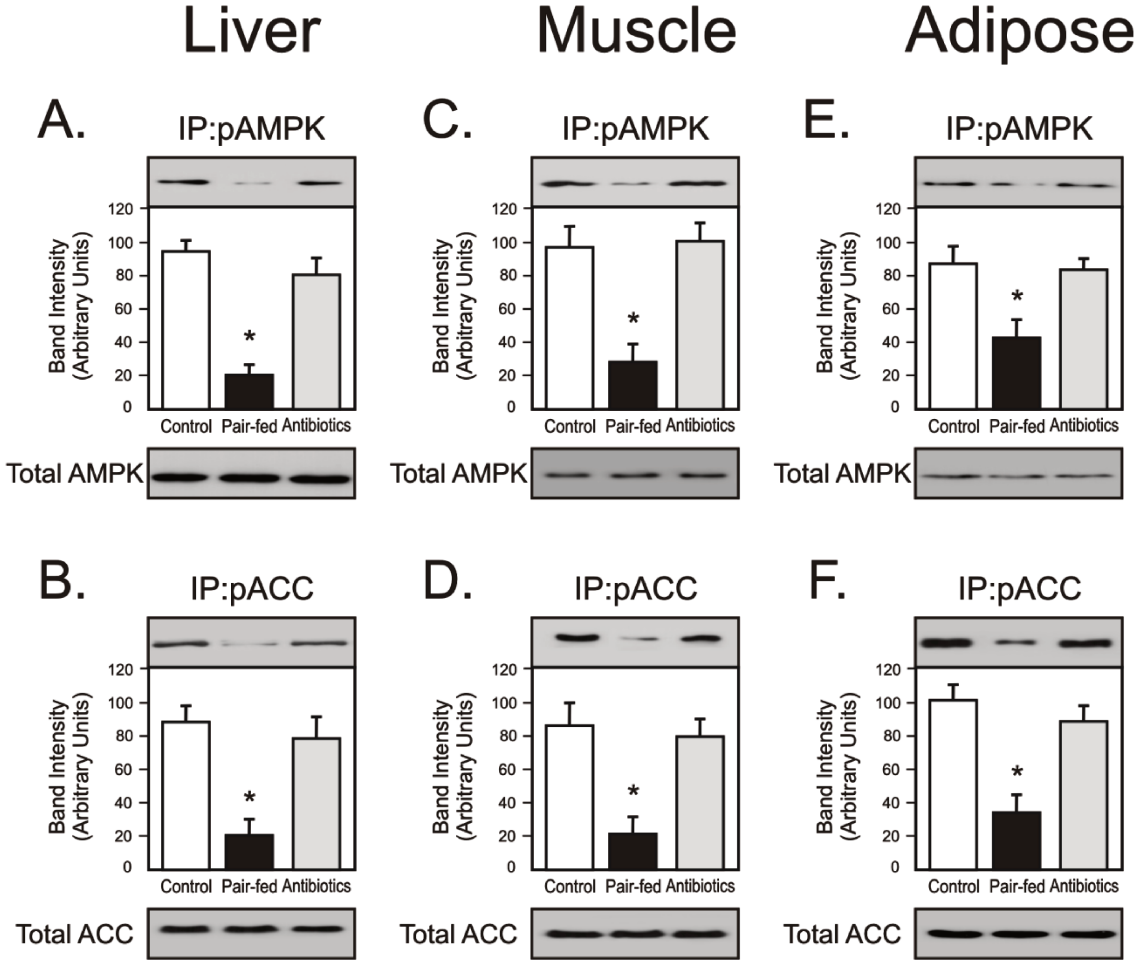 Liver Muscle Adipose
A. IP:pAMPK
120
100
80
60
40
20
0
Band Intensity
(Arbitrary Units)
*
Control Pair-fed Antibiotics
Total AMPK
C. IP:pAMPK
120
100
80
60
40
20
0
Band Intensity
(Arbitrary Units)
*
Control Pair-fed Antibiotics
Total AMPK
E. IP:pAMPK
120
100
80
60
40
20
0
Band Intensity
(Arbitrary Units)
*
Control Pair-fed Antibiotics
Total AMPK
B. IP:pACC
120
100
80
60
40
20
0
Band Intensity
(Arbitrary Units)
*
Control Pair-fed Antibiotics
Total ACC
D. IP:pACC
120
100
80
60
40
20
0
Band Intensity
(Arbitrary Units)
*
Control Pair-fed Antibiotics
Total ACC
F. IP:pACC
120
100
80
60
40
20
0
Band Intensity
(Arbitrary Units)
*
Control Pair-fed Antibiotics
Total ACC